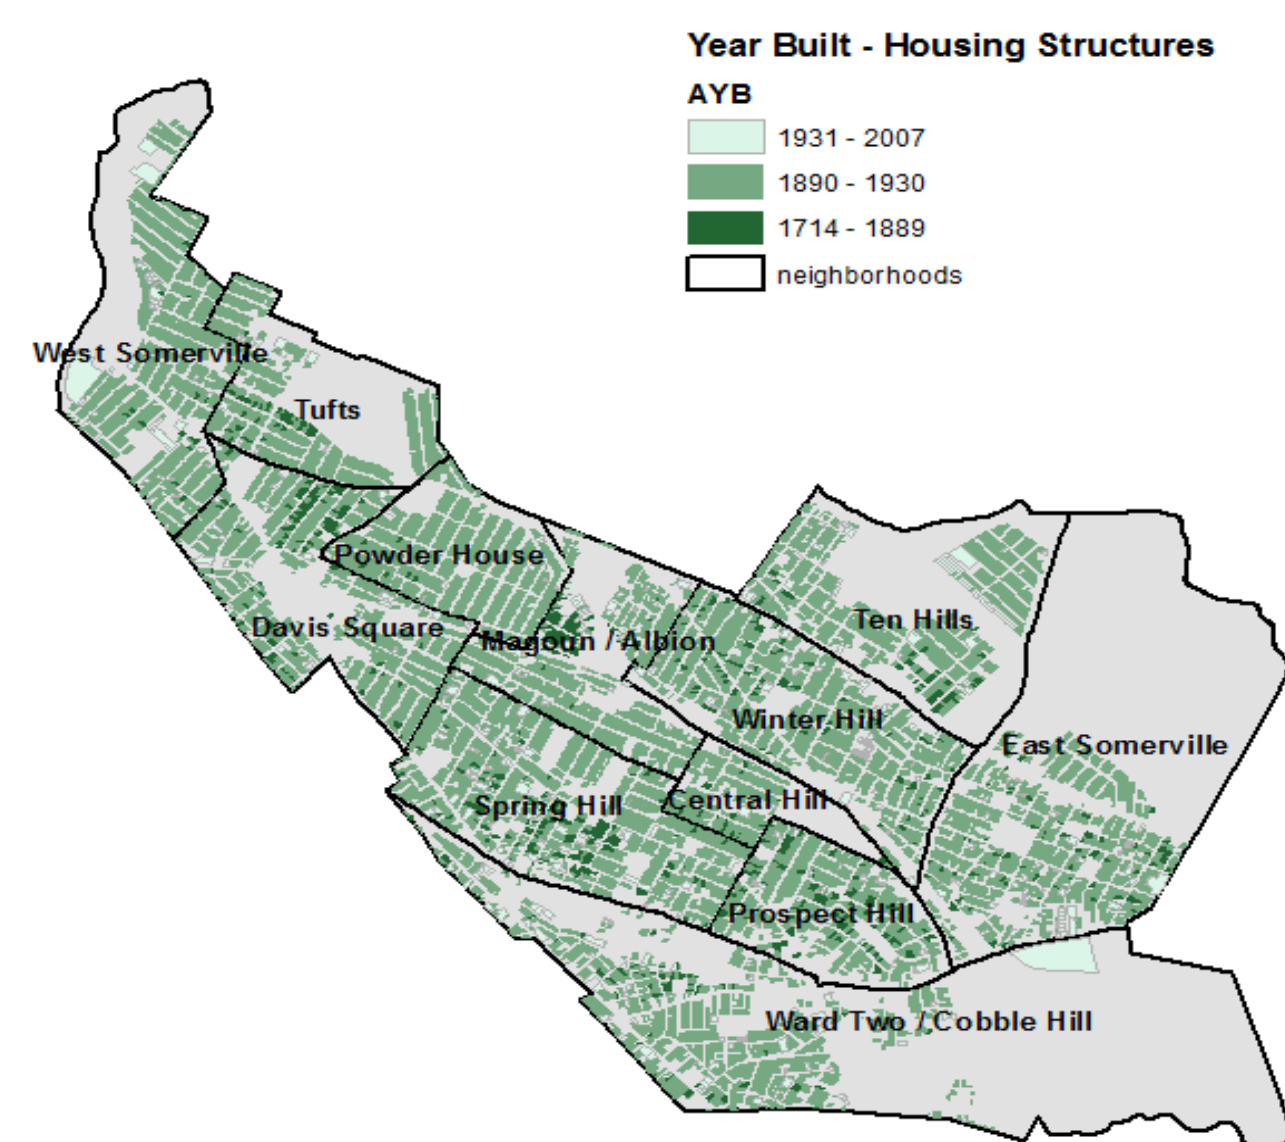 Year Built - Housing Structures
AYB
1931 - 2007
1890 - 1930
1714 - 1889
neighborhoods
West Somerville
Tufts
Powder House
Davis Square
Magoun / Albion
Ten Hills
Winter Hill
East Somerville
Spring Hill
Central Hill
Prospect Hill
Ward Two / Cobble Hill